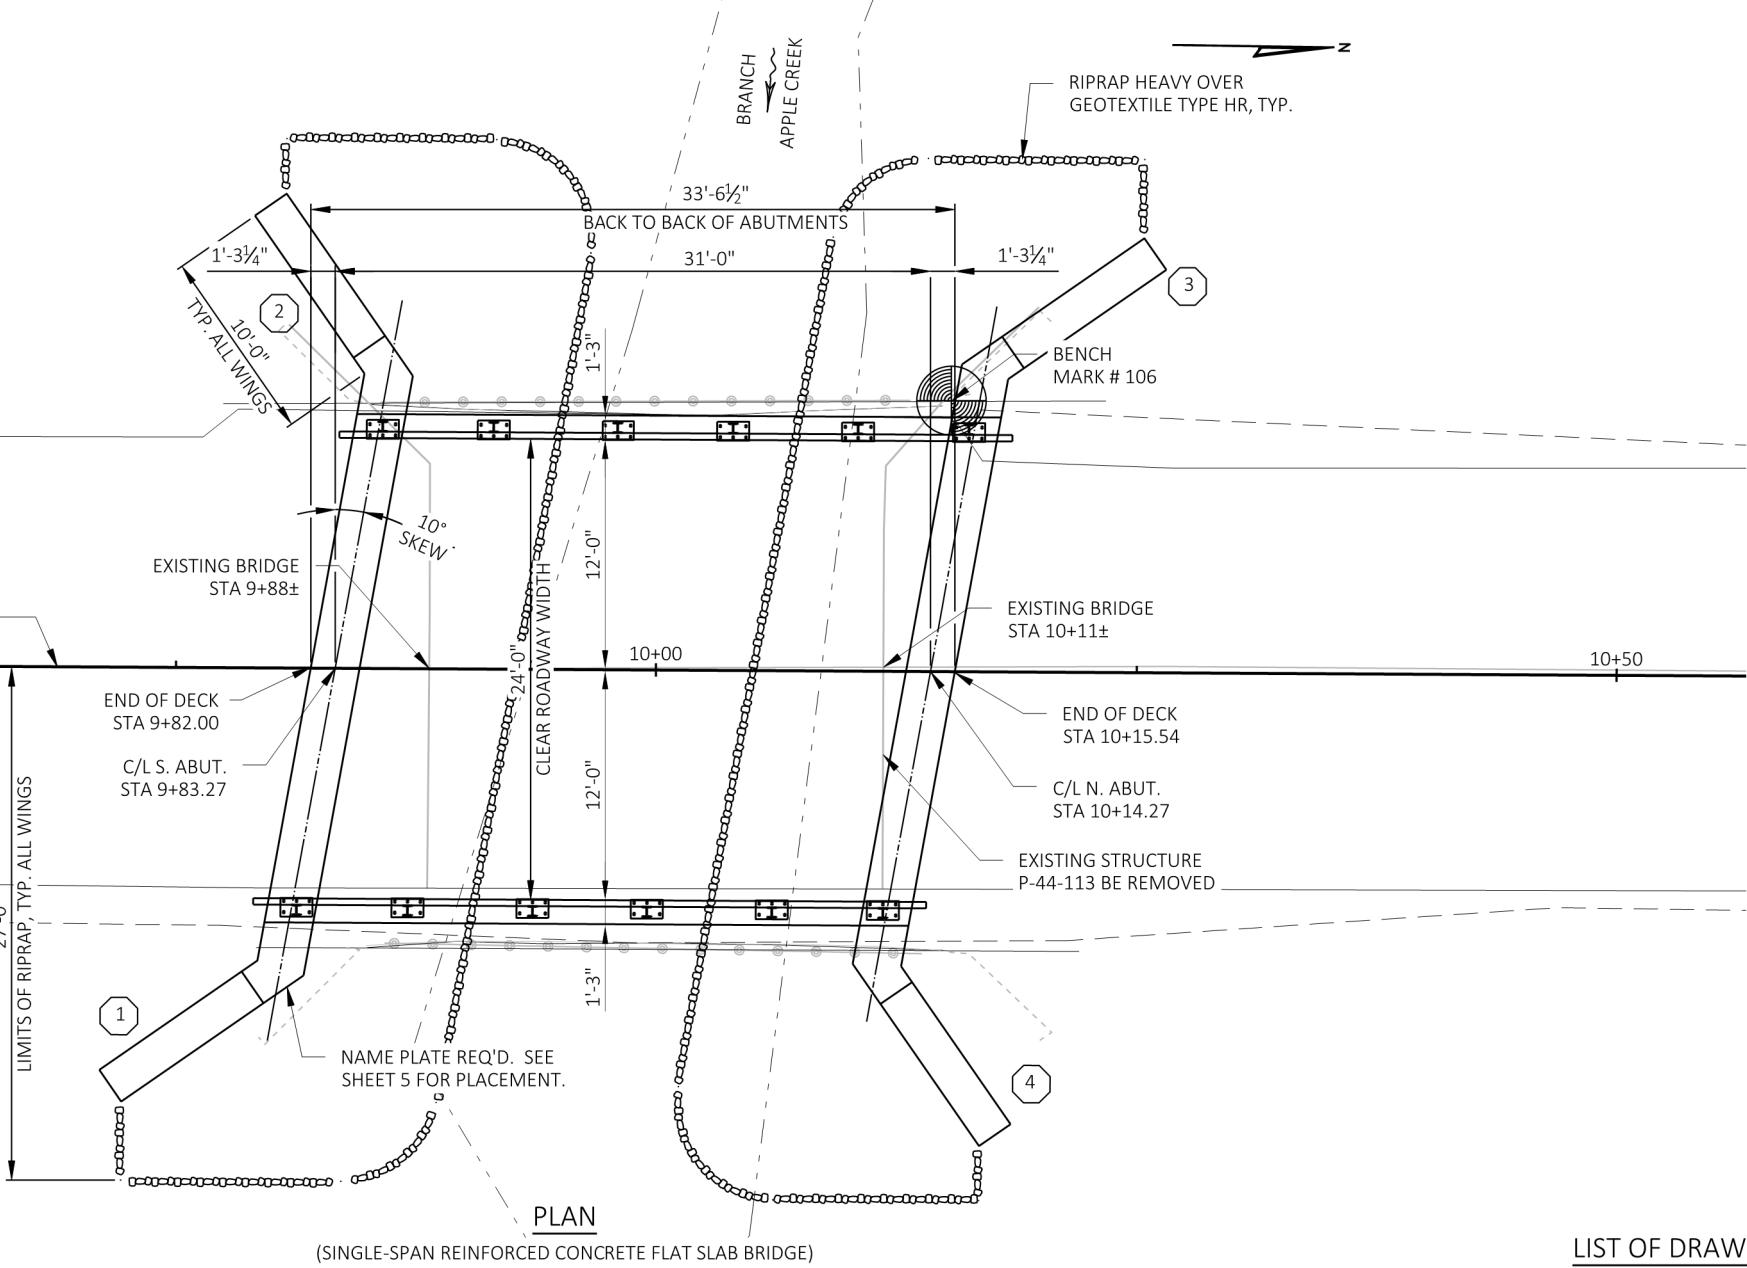 N
BRANCH
APPLE CREEK
RIPRAP HEAVY OVER
GEOTEXTILE TYPE HR, TYP.
33'-6½"
BACK TO BACK OF ABUTMENTS
1'-3¼"
31'-0"
1'-3¼"
2
3
10'-0"
TYP. ALL WINGS
1'-3"
BENCH
MARK # 106
10°
SKEW
12'-0"
EXISTING BRIDGE
STA 9+88±
24'-0"
CLEAR ROADWAY WIDTH
EXISTING BRIDGE
STA 10+11±
10+00
10+50
END OF DECK
STA 9+82.00
END OF DECK
STA 10+15.54
C/L S. ABUT.
STA 9+83.27
12'-0"
C/L N. ABUT.
STA 10+14.27
EXISTING STRUCTURE
P-44-113 BE REMOVED
LIMITS OF RIPRAP, TYP. ALL WINGS
1'-3"
1
NAME PLATE REQ'D. SEE
SHEET 5 FOR PLACEMENT.
4
PLAN
(SINGLE-SPAN REINFORCED CONCRETE FLAT SLAB BRIDGE)
LIST OF DRAW